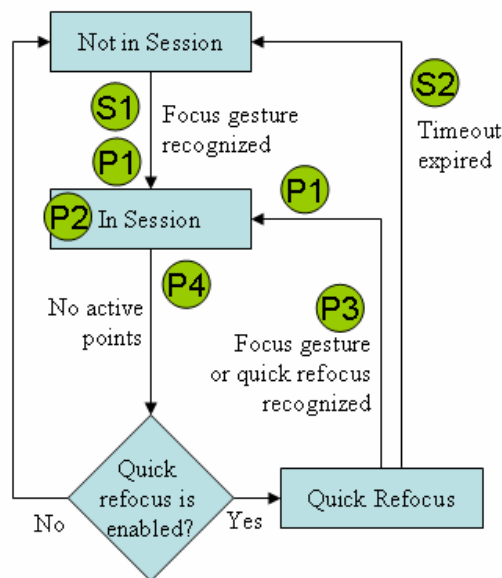 Not in Session
S1
S2
Focus gesture
recognized
Timeout
expired
P1
P1
P2
In Session
P4
No active
points
P3
Focus gesture
or quick refocus
recognized
Quick
refocus is
enabled?
Quick Refocus
No
Yes